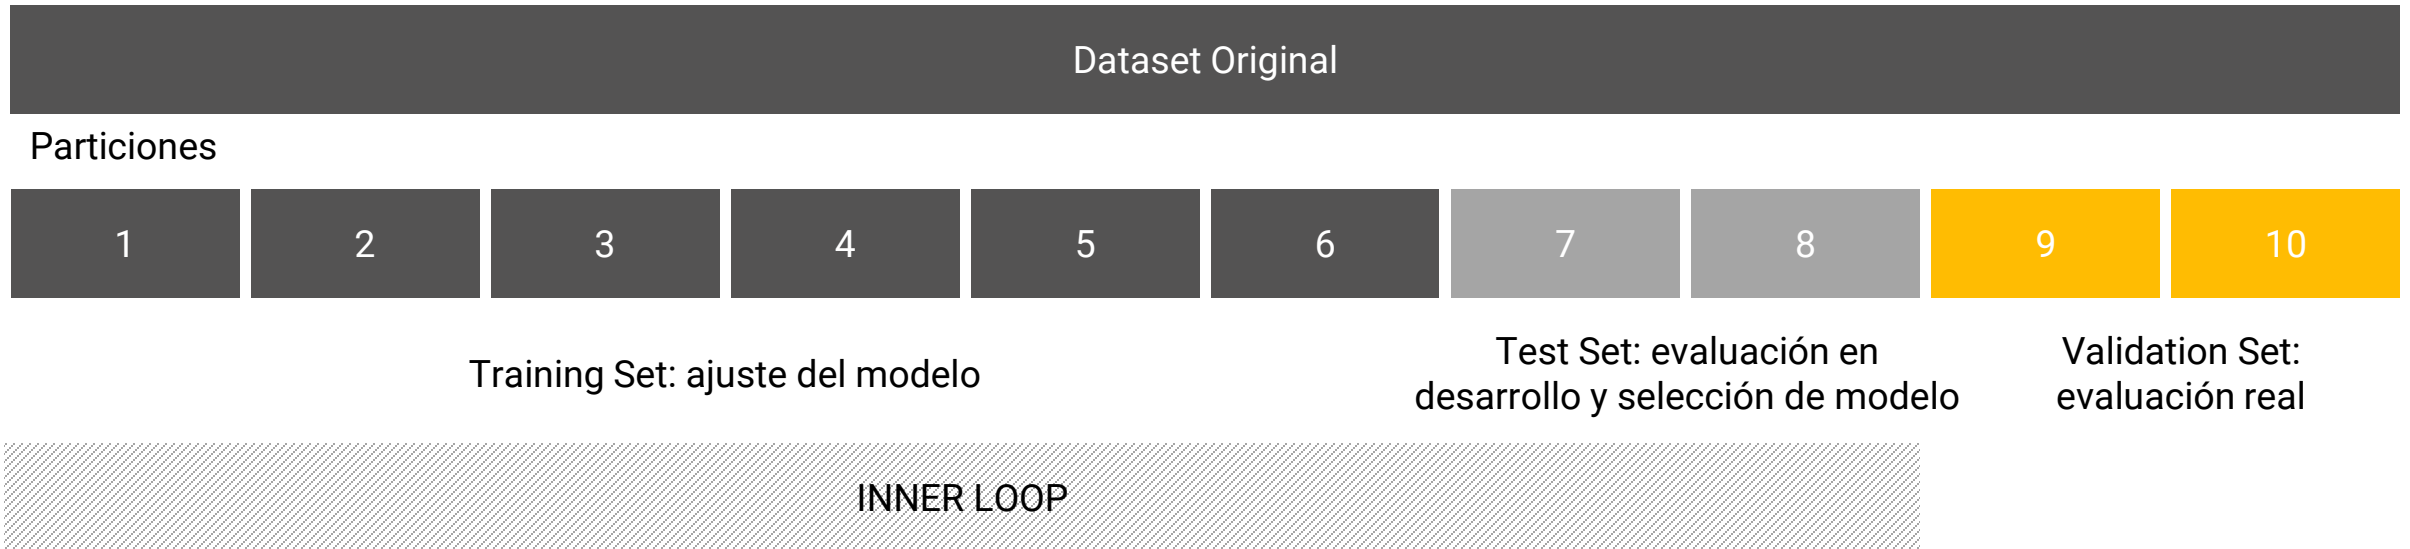 Dataset Original
Particiones
1 2 3 4 5 6 7 8 9 10
Training Set: ajuste del modelo
Test Set: evaluación en
desarrollo y selección de modelo
Validation Set:
evaluación real
INNER LOOP